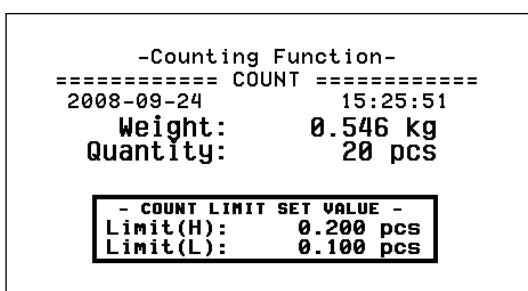 -Counting Function-
============ COUNT ============
2008-09-24 15:25:51
Weight: 0.546 kg
Quantity: 20 pcs
- COUNT LIMIT SET VALUE -
Limit(H): 0.200 pcs
Limit(L): 0.100 pcs